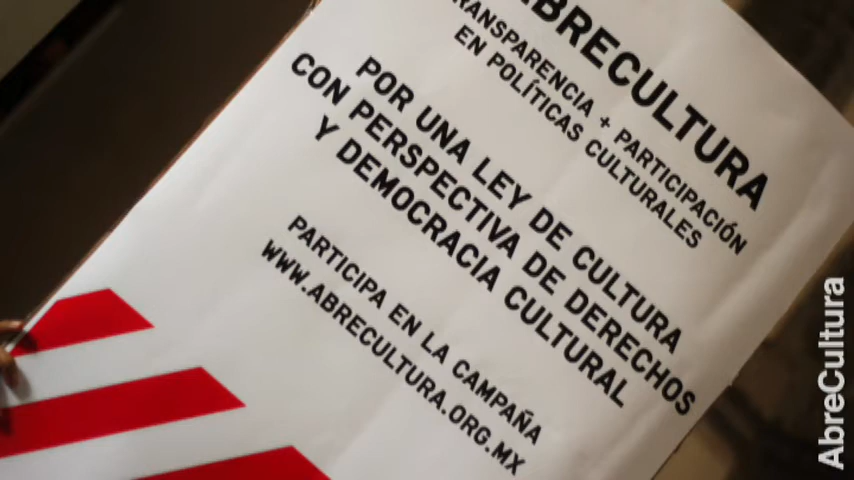 ABRECULTURA
TRANSPARENCIA + PARTICIPACIÓN
EN POLÍTICAS CULTURALES
POR UNA LEY DE CULTURA
CON PERSPECTIVA DE DERECHOS
Y DEMOCRACIA CULTURAL
PARTICIPA EN LA CAMPAÑA
WWW.ABRECULTURA.ORG.MX
AbreCultura